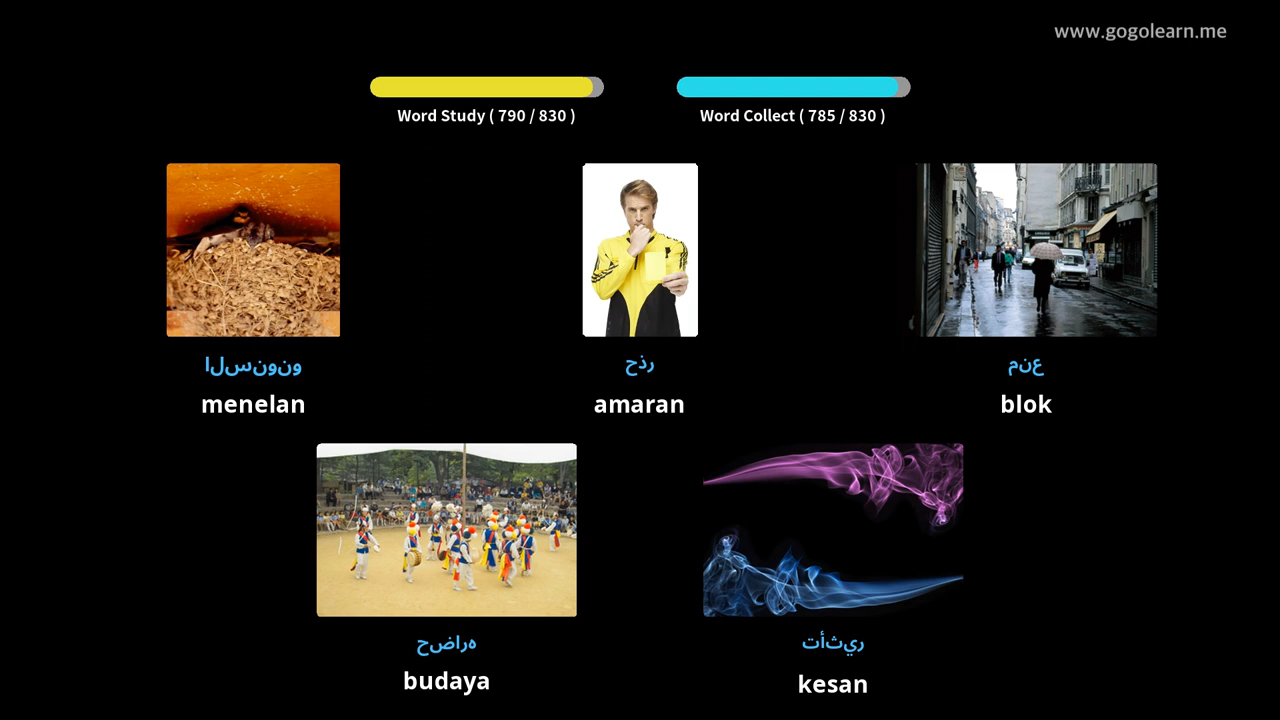 www.gogolearn.me
Word Study ( 790 / 830 )
Word Collect ( 785 / 830 )
السنونو
menelan
حذر
amaran
منع
blok
حضاره
budaya
تأثير
kesan